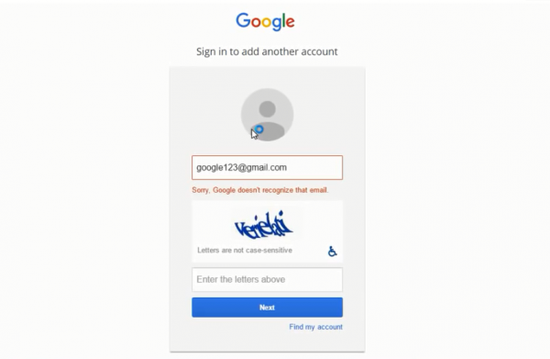 Google
Sign in to add another account
google123@gmail.com
Sorry, Google doesn't recognize that email.
Letters are not case-sensitive
Enter the letters above
Next
Find my account